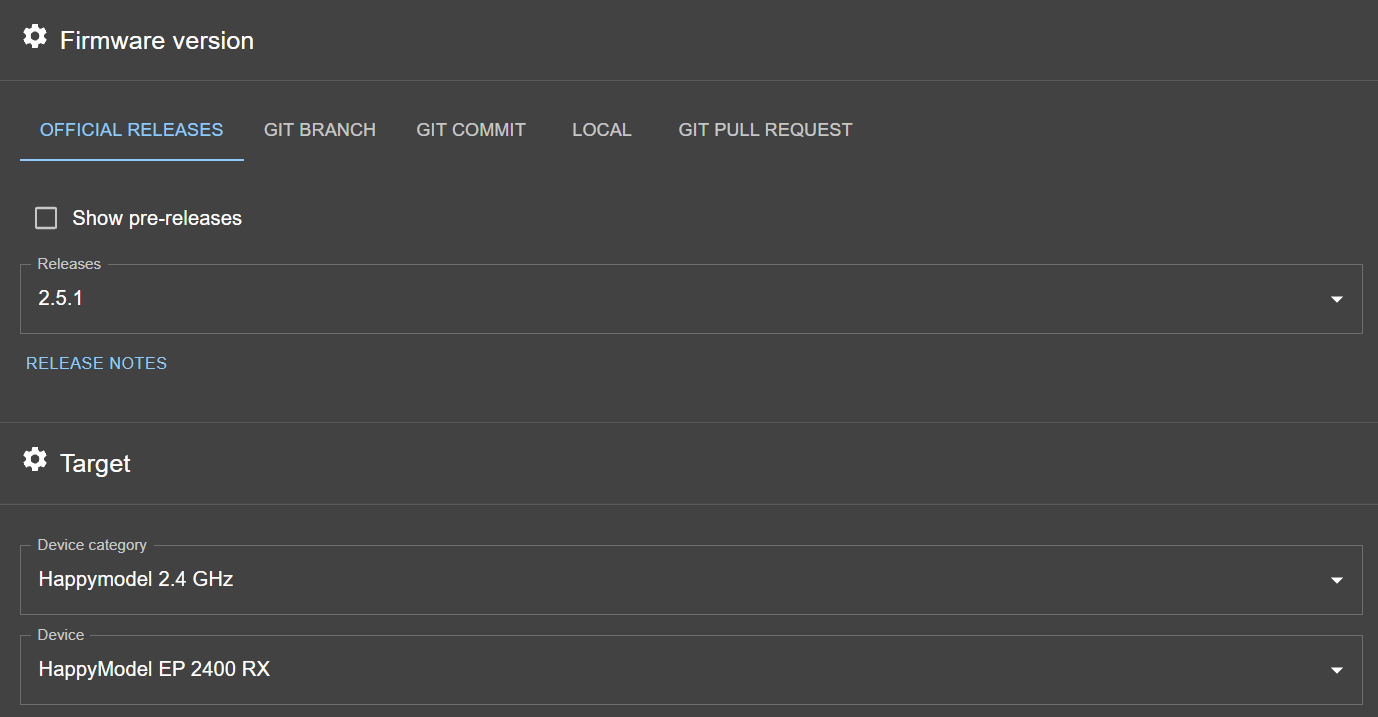 Firmware version
OFFICIAL RELEASES GIT BRANCH GIT COMMIT LOCAL GIT PULL REQUEST
Show pre-releases
Releases
2.5.1
RELEASE NOTES
Target
Device category
Happymodel 2.4 GHz
Device
HappyModel EP 2400 RX